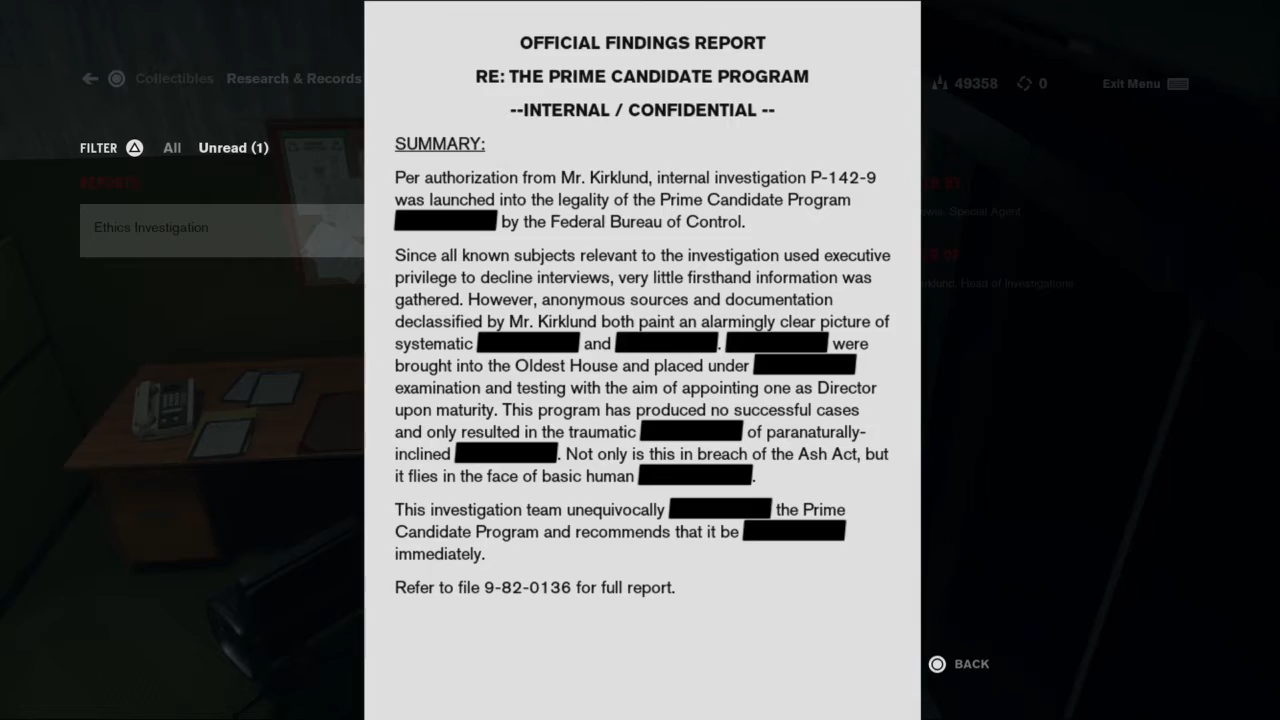 OFFICIAL FINDINGS REPORT
RE: THE PRIME CANDIDATE PROGRAM
--INTERNAL / CONFIDENTIAL --
Collectibles Research & Records
49358 0 Exit Menu
FILTER All Unread (1)
REPORTS
Ethics Investigation
SUMMARY:
Per authorization from Mr. Kirklund, internal investigation P-142-9
was launched into the legality of the Prime Candidate Program
by the Federal Bureau of Control.
Since all known subjects relevant to the investigation used executive
privilege to decline interviews, very little firsthand information was
gathered. However, anonymous sources and documentation
declassified by Mr. Kirklund both paint an alarmingly clear picture of
systematic and . were
brought into the Oldest House and placed under
examination and testing with the aim of appointing one as Director
upon maturity. This program has produced no successful cases
and only resulted in the traumatic of paranaturally-
inclined . Not only is this in breach of the Ash Act, but
it flies in the face of basic human .
This investigation team unequivocally the Prime
Candidate Program and recommends that it be
immediately.
Refer to file 9-82-0136 for full report.
Special Agent
Head of Investigations
BACK